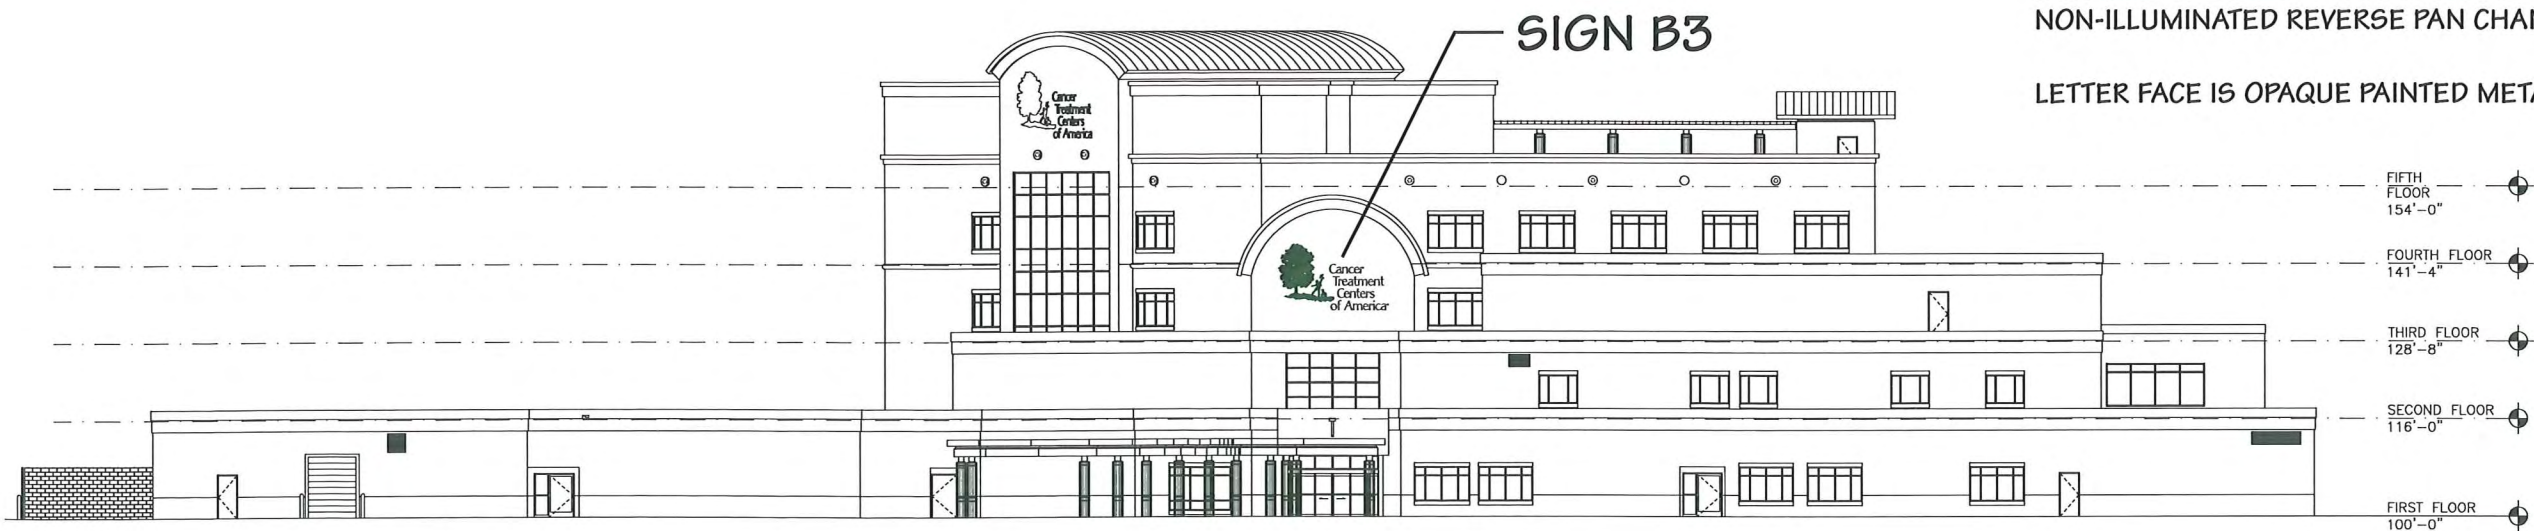 SIGN B3
NON-ILLUMINATED REVERSE PAN
LETTER FACE IS OPAQUE PAINTED
Cancer
Treatment
Centers
of America
FIFTH
FLOOR
154'-0"
Cancer
Treatment
Centers
of America
FOURTH FLOOR
141'-4"
THIRD FLOOR
128'-8"
SECOND FLOOR
116'-0"
FIRST FLOOR
100'-0"